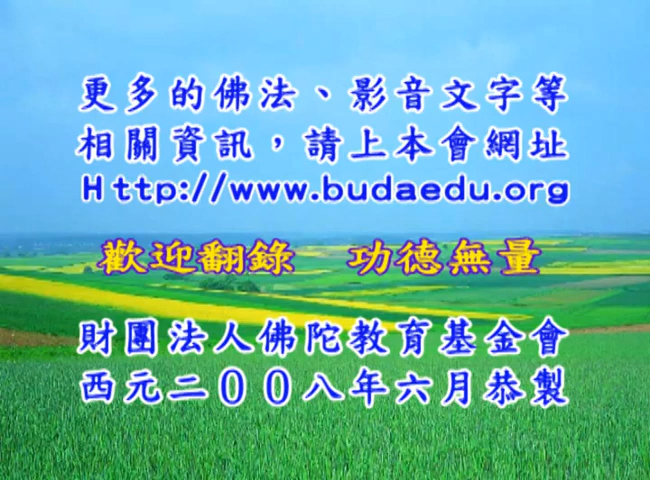 更多的佛法、影音文字等
相關資訊，請上本會網址
Http://www.budaedu.org
歡迎翻錄　功德無量
財團法人佛陀教育基金會
西元二００八年六月恭製